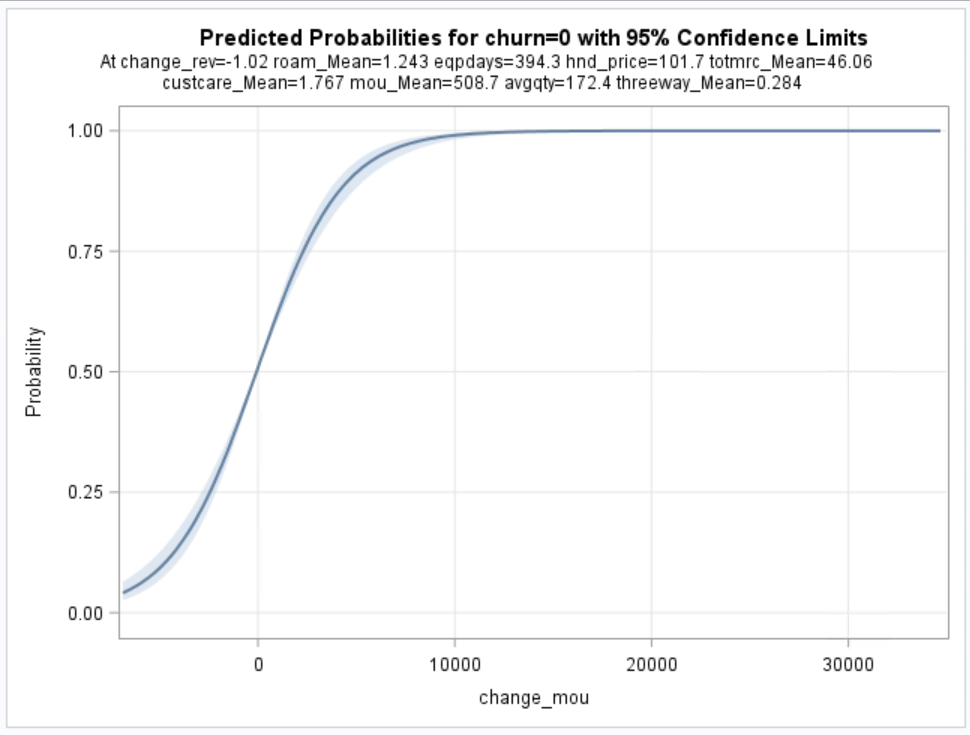 Predicted Probabilities for churn=0 with 95% Confidence Limits
At change_rev=-1.02 roam_Mean=1.243 eqpdays=394.3 hnd_price=101.7 totmrc_Mean=46.06
custcare_Mean=1.767 mou_Mean=508.7 avgqty=172.4 threeway_Mean=0.284
Probability
1.00
0.75
0.50
0.25
0.00
0 10000 20000 30000
change_mou